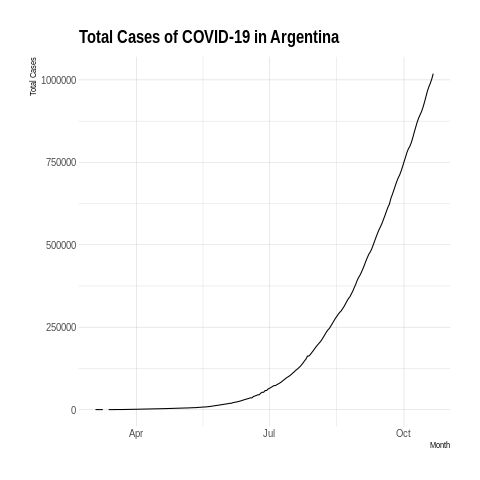 Total Cases of COVID-19 in Argentina
Total Cases
1000000
750000
500000
250000
0
Apr Jul Oct
Month